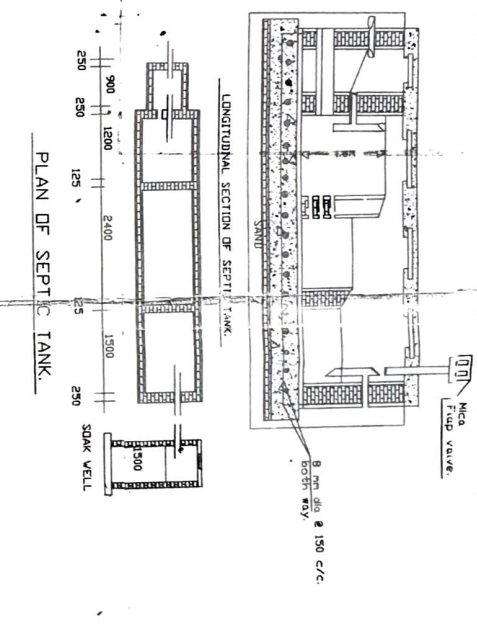 Mica
Flap valve.
8 mm dia @ 150 c/c.
both way.
SAND
LONGITUDINAL SECTION OF SEPTIC TANK.
1500
SOAK WELL
250 900 250 1200 125 2400 125 1500 250
PLAN OF SEPTIC TANK.